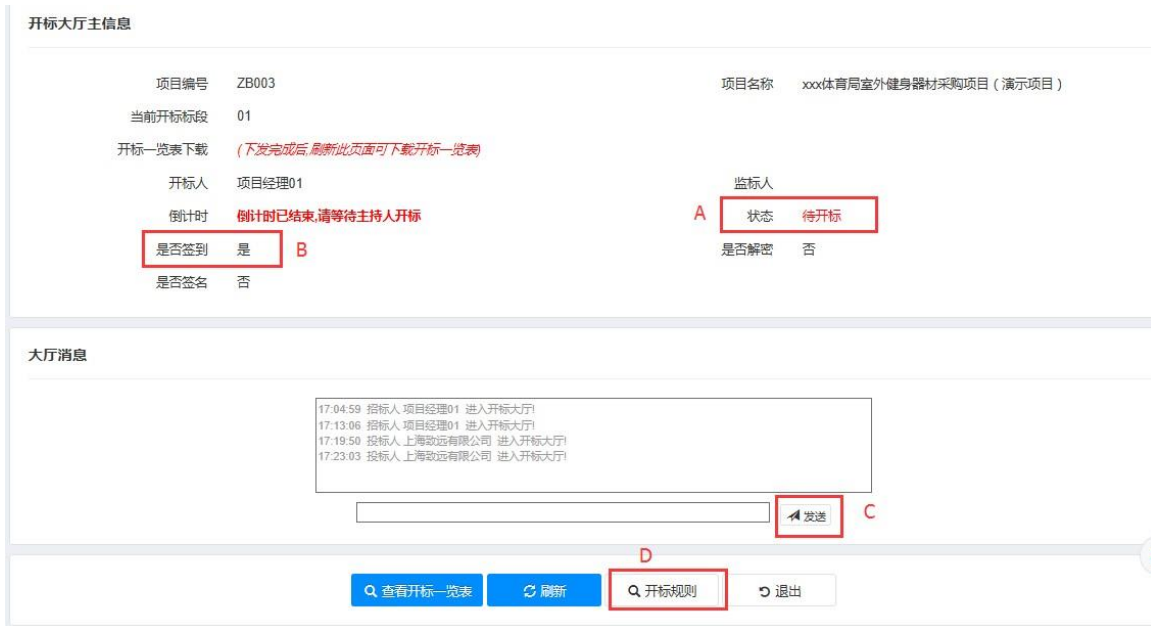 开标大厅主信息
项目编号 ZB003 项目名称 xxx体育局室外健身器材采购项目（演示项目）
当前开标标段 01
开标一览表下载 (下发完成后,刷新此页面可下载开标一览表)
开标人 项目经理01 监标人
倒计时 倒计时已结束,请等待主持人开标 A 状态 待开标
是否签到 是 B 是否解密 否
是否签名 否
大厅消息
17:04:59 招标人 项目经理01 进入开标大厅!
17:13:06 招标人 项目经理01 进入开标大厅!
17:19:50 投标人 上海致远有限公司 进入开标大厅!
17:23:03 投标人 上海致远有限公司 进入开标大厅!
发送 C
D
查看开标一览表 刷新 开标规则 退出